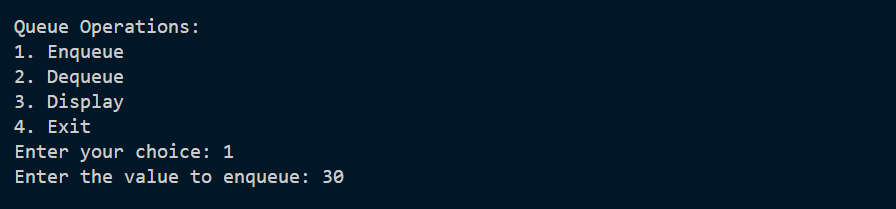 Queue Operations:
1. Enqueue
2. Dequeue
3. Display
4. Exit
Enter your choice: 1
Enter the value to enqueue: 30